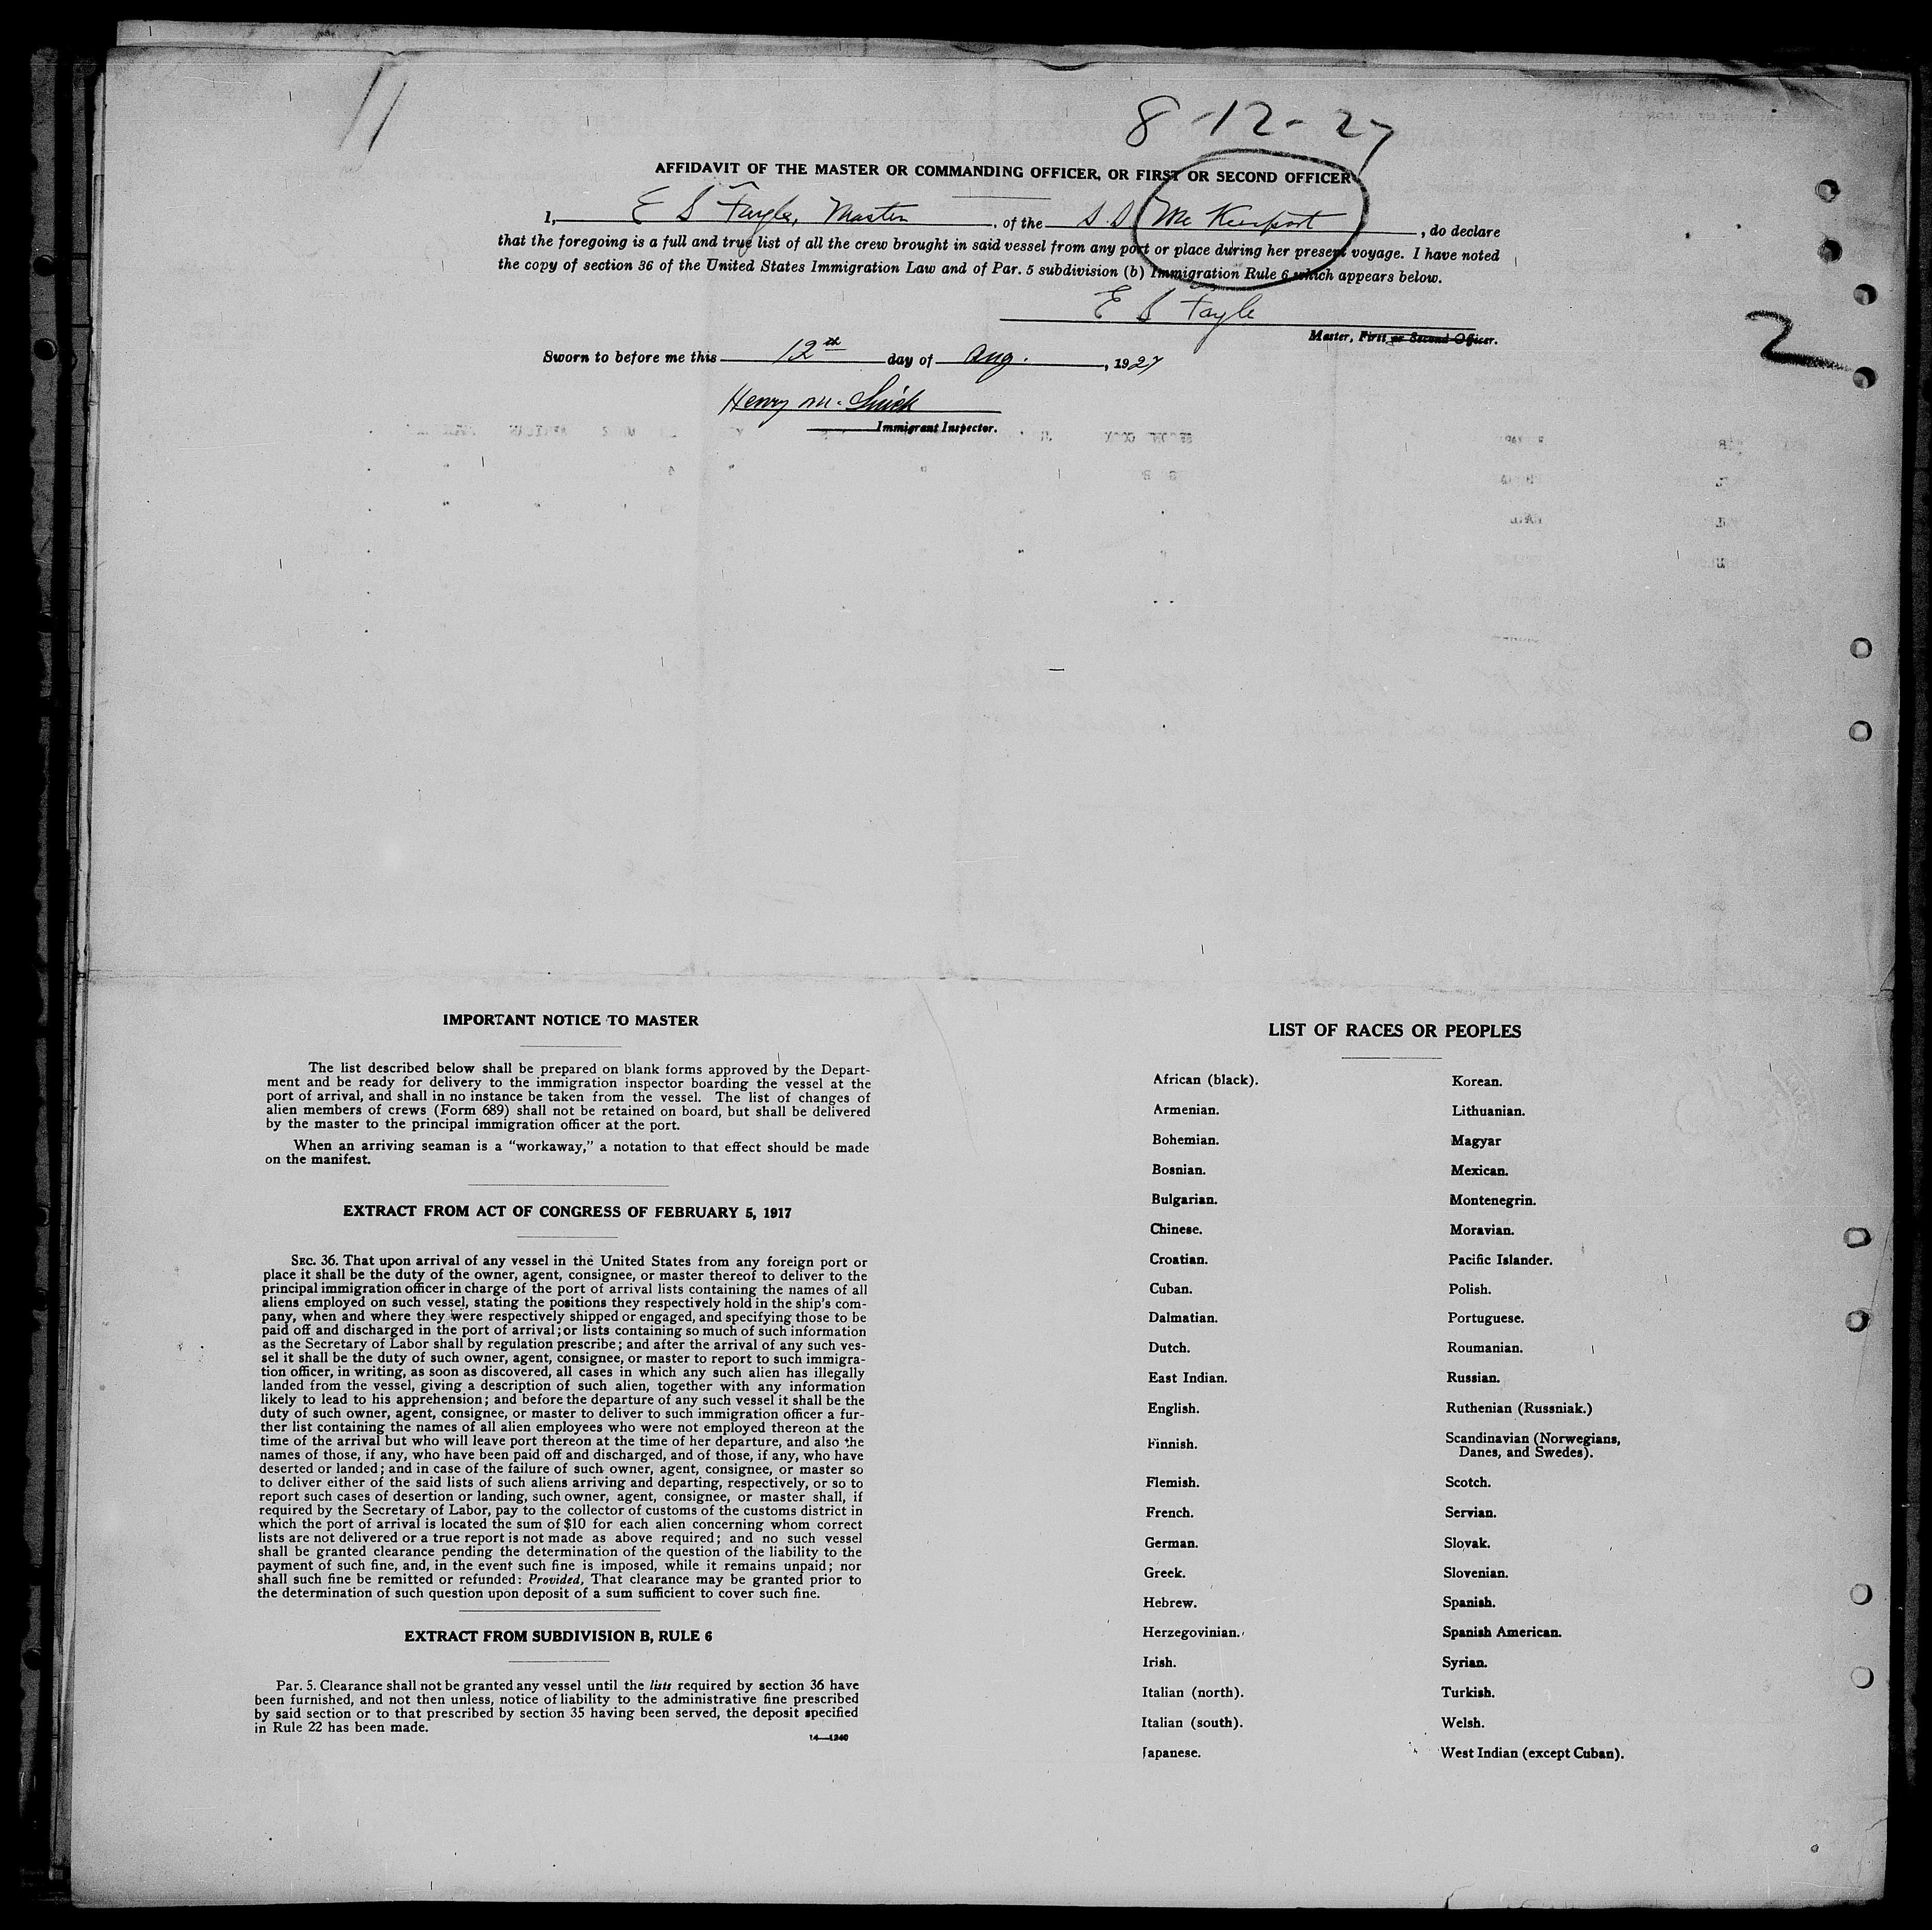 8-12-27
AFFIDAVIT OF THE MASTER OR COMMANDING OFFICER, OR FIRST OR SECOND OFFICER
I, E S Fayle, Master, of the S.S. McKeesport, do declare
that the foregoing is a full and true list of all the crew brought in said vessel from any port or place during her present voyage. I have noted
the copy of section 36 of the United States Immigration Law and of Par. 5 subdivision (b) Immigration Rule 6 which appears below.
E S Fayle
Master, First or Second Officer.
2
Sworn to before me this 12th day of Aug., 1927
Henry M.
Immigrant Inspector.
IMPORTANT NOTICE TO MASTER
The list described below shall be prepared on blank forms approved by the Depart-
ment and be ready for delivery to the immigration inspector boarding the vessel at the
port of arrival, and shall in no instance be taken from the vessel. The list of changes of
alien members of crews (Form 689) shall not be retained on board, but shall be delivered
by the master to the principal immigration officer at the port.
When an arriving seaman is a "workaway," a notation to that effect should be made
on the manifest.
EXTRACT FROM ACT OF CONGRESS OF FEBRUARY 5, 1917
SEC. 36. That upon arrival of any vessel in the United States from any foreign port or
place it shall be the duty of the owner, agent, consignee, or master thereof to deliver to the
principal immigration officer in charge of the port of arrival lists containing the names of all
aliens employed on such vessel, stating the positions they respectively hold in the ship's com-
pany, when and where they were respectively shipped or engaged, and specifying those to be
paid off and discharged in the port of arrival; or lists containing so much of such information
as the Secretary of Labor shall by regulation prescribe; and after the arrival of any such ves-
sel it shall be the duty of such owner, agent, consignee, or master to report to such immigra-
tion officer, in writing, as soon as discovered, all cases in which any such alien has illegally
landed from the vessel, giving a description of such alien, together with any information
likely to lead to his apprehension; and before the departure of any such vessel it shall be the
duty of such owner, agent, consignee, or master to deliver to such immigration officer a fur-
ther list containing the names of all alien employees who were not employed thereon at the
time of the arrival but who will leave port thereon at the time of her departure, and also the
names of those, if any, who have been paid off and discharged, and of those, if any, who have
deserted or landed; and in case of the failure of such owner, agent, consignee, or master so
to deliver either of the said lists of such aliens arriving and departing, respectively, or so to
report such cases of desertion or landing, such owner, agent, consignee, or master shall, if
required by the Secretary of Labor, pay to the collector of customs of the customs district in
which the port of arrival is located the sum of $10 for each alien concerning whom correct
lists are not delivered or a true report is not made as above required; and no such vessel
shall be granted clearance pending the determination of the question of the liability to the
payment of such fine, and, in the event such fine is imposed, while it remains unpaid; nor
shall such fine be remitted or refunded: Provided, That clearance may be granted prior to
the determination of such question upon deposit of a sum sufficient to cover such fine.
EXTRACT FROM SUBDIVISION B, RULE 6
Par. 5. Clearance shall not be granted any vessel until the lists required by section 36 have
been furnished, and not then unless, notice of liability to the administrative fine prescribed
by said section or to that prescribed by section 35 having been served, the deposit specified
in Rule 22 has been made.
14—1240
LIST OF RACES OR PEOPLES
African (black).
Armenian.
Bohemian.
Bosnian.
Bulgarian.
Chinese.
Croatian.
Cuban.
Dalmatian.
Dutch.
East Indian.
English.
Finnish.
Flemish.
French.
German.
Greek.
Hebrew.
Herzegovinian.
Irish.
Italian (north).
Italian (south).
Japanese.
Korean.
Lithuanian.
Magyar
Mexican.
Montenegrin.
Moravian.
Pacific Islander.
Polish.
Portuguese.
Roumanian.
Russian.
Ruthenian (Russniak.)
Scandinavian (Norwegians,
Danes, and Swedes).
Scotch.
Servian.
Slovak.
Slovenian.
Spanish.
Spanish American.
Syrian.
Turkish.
Welsh.
West Indian (except Cuban).